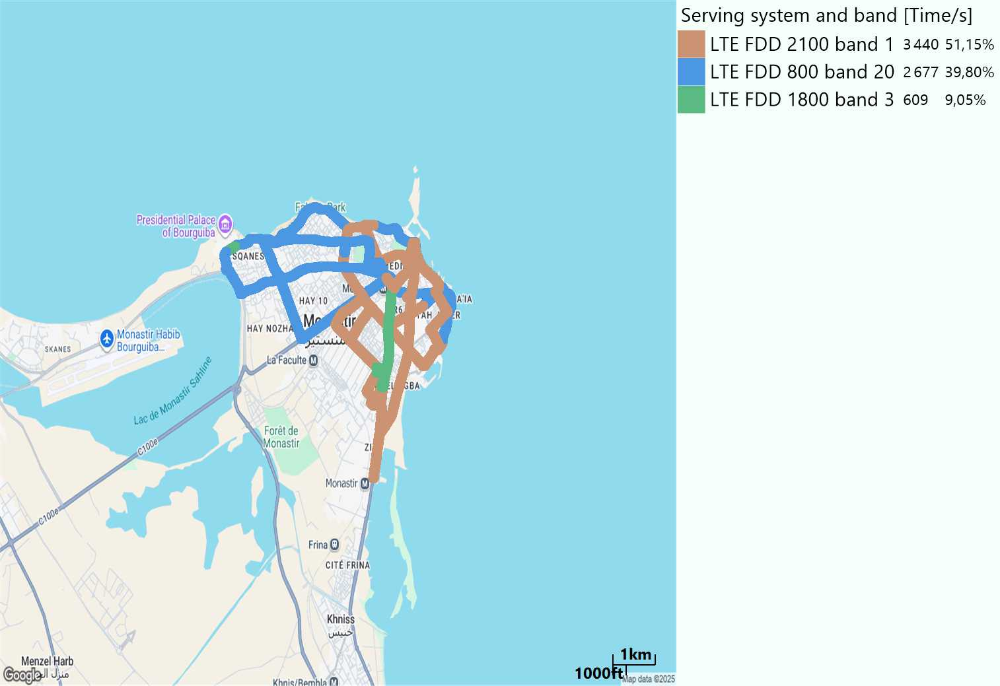 Serving system and band [Time/s]
LTE FDD 2100 band 1 3 440 51,15%
LTE FDD 800 band 20 2 677 39,80%
LTE FDD 1800 band 3 609 9,05%
Park
Presidential Palace
of Bourguiba
SQANES
HAY 10
HAY NOZHA
Monastir Habib
Bourguiba...
SKANES
La Faculte
Lac de Monastir Sahline
C100e
Forêt de
Monastir
Monastir
C100e
Frina
CITÉ FRINA
Khniss
خنيس
Menzel Harb
Khnis/Bembla
1km
1000ft
Google
Map data ©2025